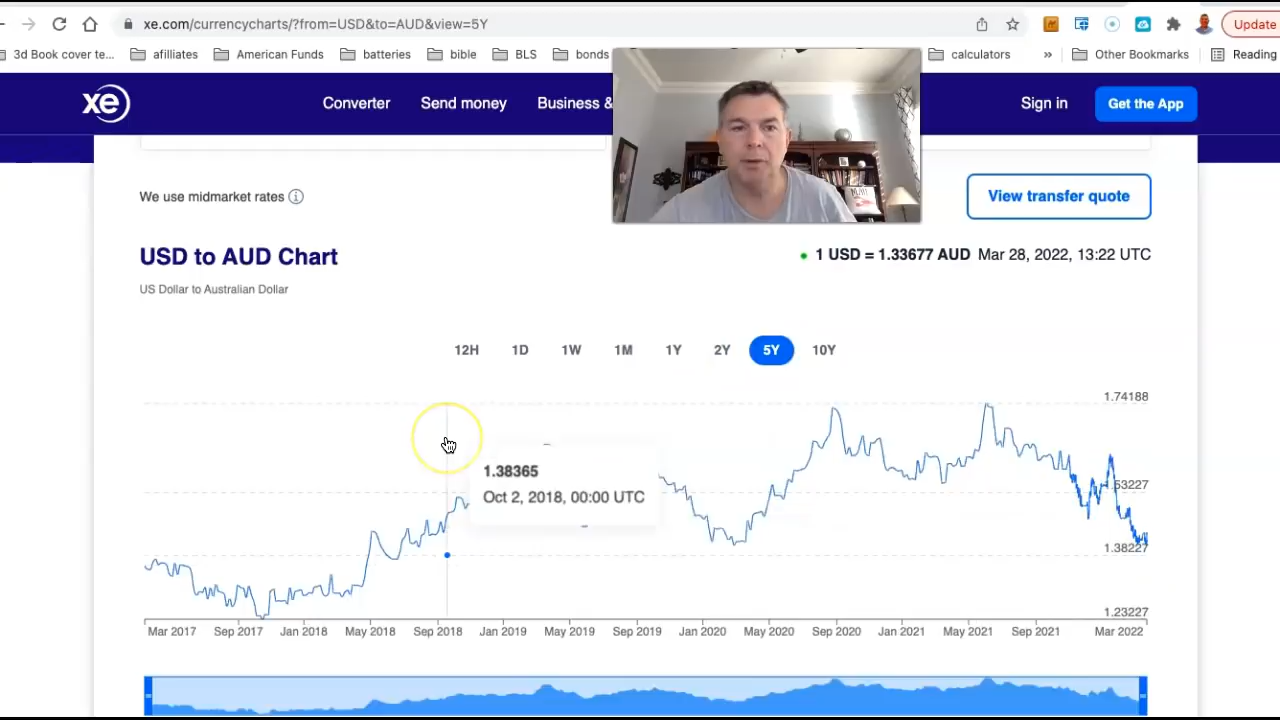 xe.com/currencycharts/?from=USD&to=AUD&view=5Y
Update
3d Book cover te...
afilliates
American Funds
batteries
bible
BLS
bonds
calculators
»
Other Bookmarks
Reading
xe
Converter
Send money
Business &
Sign in
Get the App
We use midmarket rates
View transfer quote
USD to AUD Chart
1 USD = 1.33677 AUD Mar 28, 2022, 13:22 UTC
US Dollar to Australian Dollar
12H 1D 1W 1M 1Y 2Y 5Y 10Y
1.74188
1.38365
Oct 2, 2018, 00:00 UTC
1.53227
1.38227
1.23227
Mar 2017 Sep 2017 Jan 2018 May 2018 Sep 2018 Jan 2019 May 2019 Sep 2019 Jan 2020 May 2020 Sep 2020 Jan 2021 May 2021 Sep 2021 Mar 2022